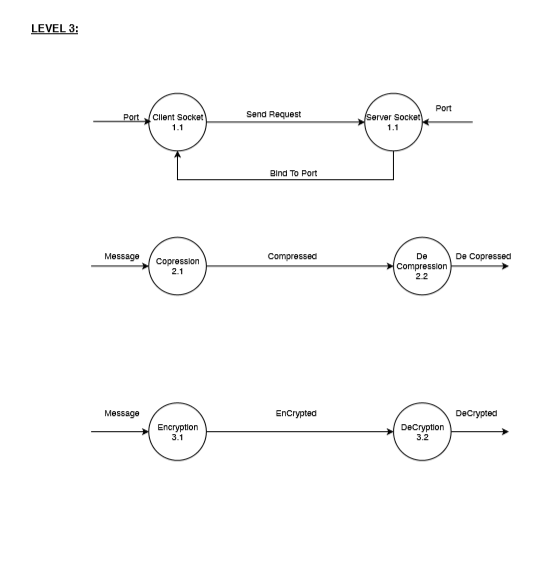 LEVEL 3:
Port
Client Socket
1.1
Send Request
Server Socket
1.1
Port
Bind To Port
Message
Copression
2.1
Compressed
De
Compression
2.2
De Copressed
Message
Encryption
3.1
EnCrypted
DeCryption
3.2
DeCrypted